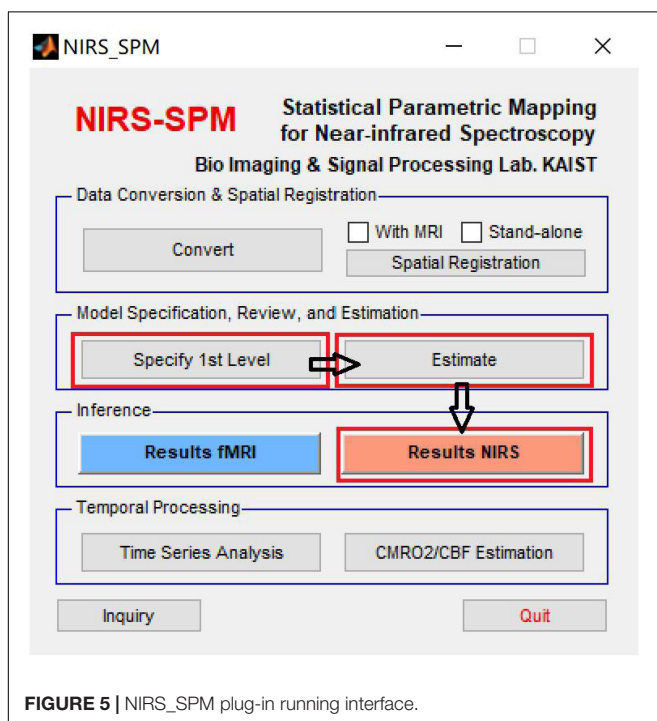 NIRS_SPM
NIRS-SPM
Statistical Parametric Mapping
for Near-infrared Spectroscopy
Bio Imaging & Signal Processing Lab. KAIST
Data Conversion & Spatial Registration
Convert
With MRI
Stand-alone
Spatial Registration
Model Specification, Review, and Estimation
Specify 1st Level
Estimate
Inference
Results fMRI
Results NIRS
Temporal Processing
Time Series Analysis
CMRO2/CBF Estimation
Inquiry
Quit
FIGURE 5 | NIRS_SPM plug-in running interface.